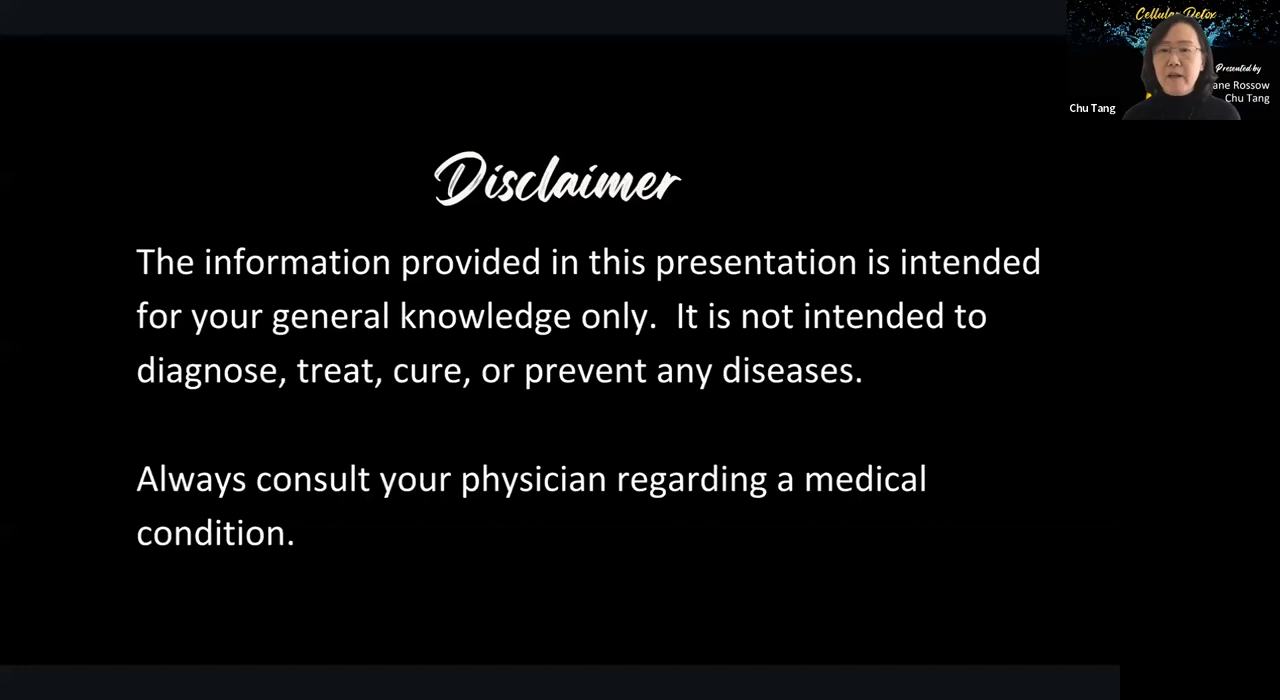 Cellular Detox
Presented by
ane Rossow
Chu Tang
Chu Tang
Disclaimer
The information provided in this presentation is intended
for your general knowledge only.  It is not intended to
diagnose, treat, cure, or prevent any diseases.
Always consult your physician regarding a medical
condition.